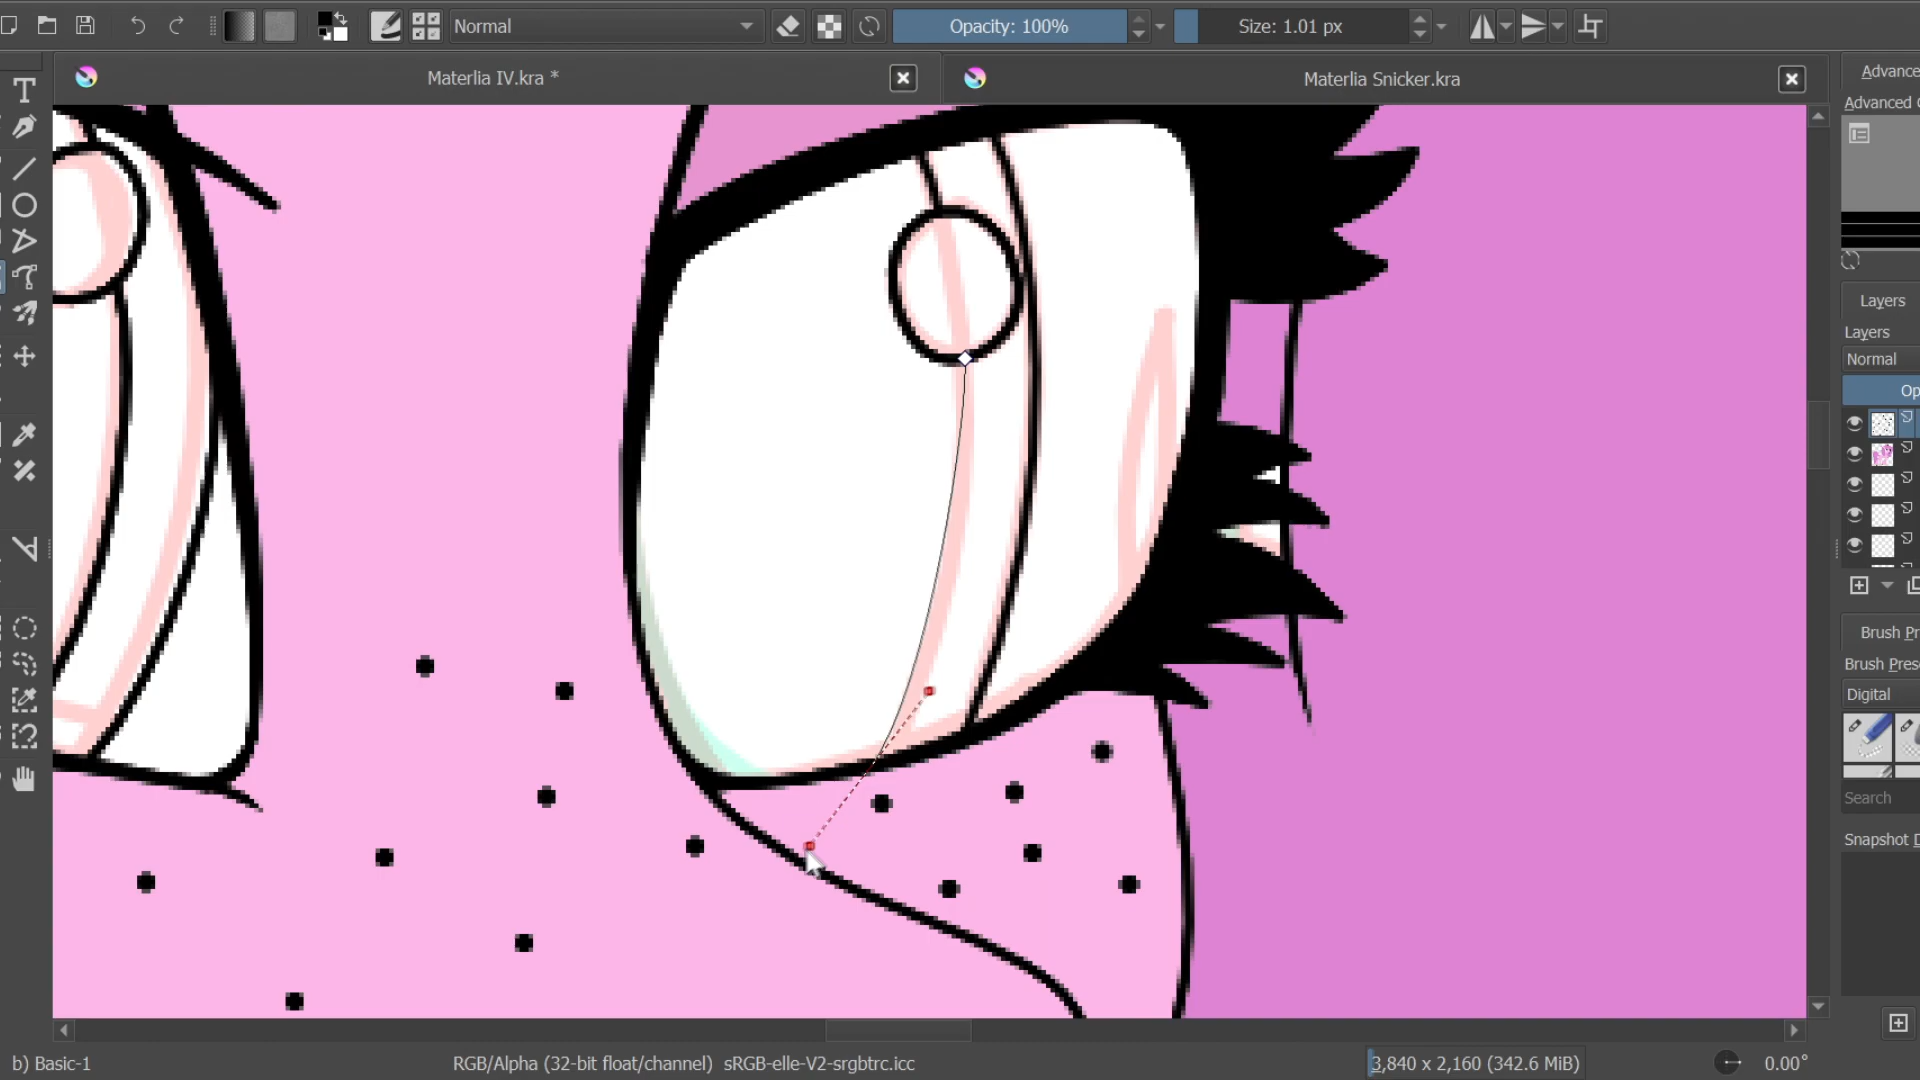 Normal
Opacity: 100%
Size: 1.01 px
Materlia IV.kra *
Materlia Snicker.kra
Advance
Advanced
Layers
Layers
Normal
Op
Brush Pr
Brush Prese
Digital
Search
Snapshot D
b) Basic-1
RGB/Alpha (32-bit float/channel) sRGB-elle-V2-srgbtrc.icc
3,840 x 2,160 (342.6 MiB)
0.00°